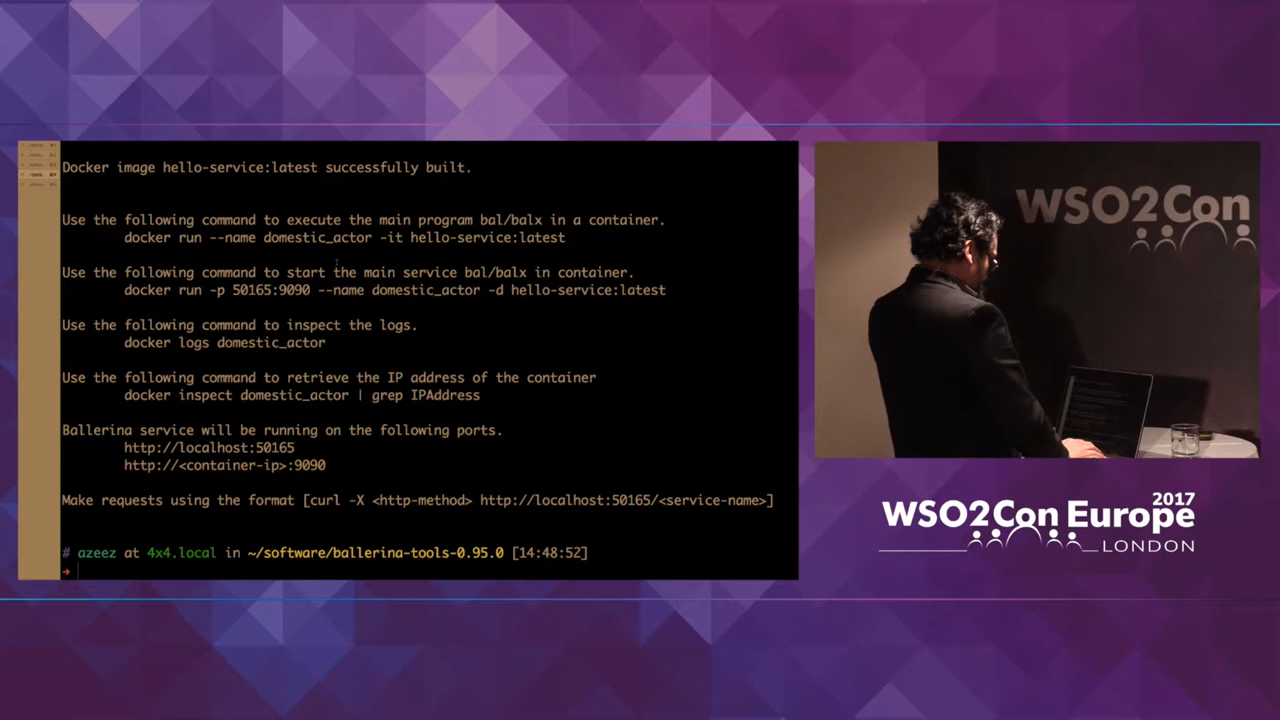 Docker image hello-service:latest successfully built.
Use the following command to execute the main program bal/balx in a container.
docker run --name domestic_actor -it hello-service:latest
Use the following command to start the main service bal/balx in container.
docker run -p 50165:9090 --name domestic_actor -d hello-service:latest
Use the following command to inspect the logs.
docker logs domestic_actor
Use the following command to retrieve the IP address of the container
docker inspect domestic_actor | grep IPAddress
Ballerina service will be running on the following ports.
http://localhost:50165
http://<container-ip>:9090
Make requests using the format [curl -X <http-method> http://localhost:50165/<service-name>]
# azeez at 4x4.local in ~/software/ballerina-tools-0.95.0 [14:48:52]
➜
WSO2Con
2017
WSO2Con Europe
LONDON